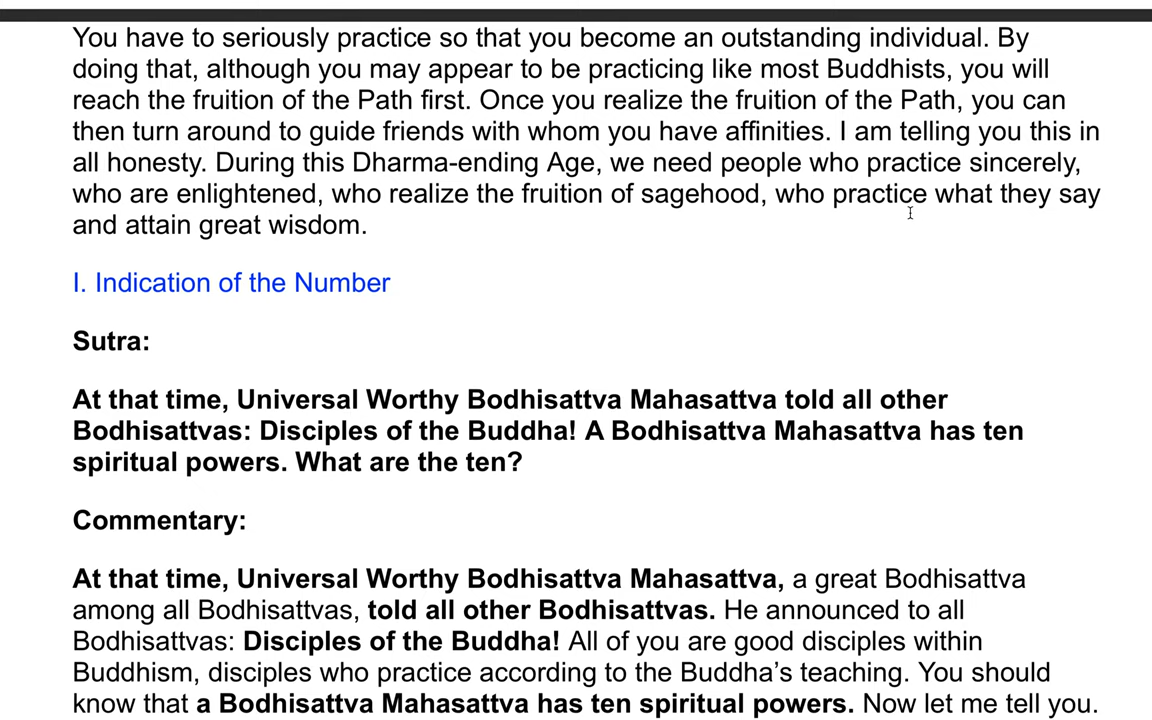 You have to seriously practice so that you become an outstanding individual. By
doing that, although you may appear to be practicing like most Buddhists, you will
reach the fruition of the Path first. Once you realize the fruition of the Path, you can
then turn around to guide friends with whom you have affinities. I am telling you this in
all honesty. During this Dharma-ending Age, we need people who practice sincerely,
who are enlightened, who realize the fruition of sagehood, who practice what they say
and attain great wisdom.
I. Indication of the Number
Sutra:
At that time, Universal Worthy Bodhisattva Mahasattva told all other
Bodhisattvas: Disciples of the Buddha! A Bodhisattva Mahasattva has ten
spiritual powers. What are the ten?
Commentary:
At that time, Universal Worthy Bodhisattva Mahasattva, a great Bodhisattva
among all Bodhisattvas, told all other Bodhisattvas. He announced to all
Bodhisattvas: Disciples of the Buddha! All of you are good disciples within
Buddhism, disciples who practice according to the Buddha’s teaching. You should
know that a Bodhisattva Mahasattva has ten spiritual powers. Now let me tell you.